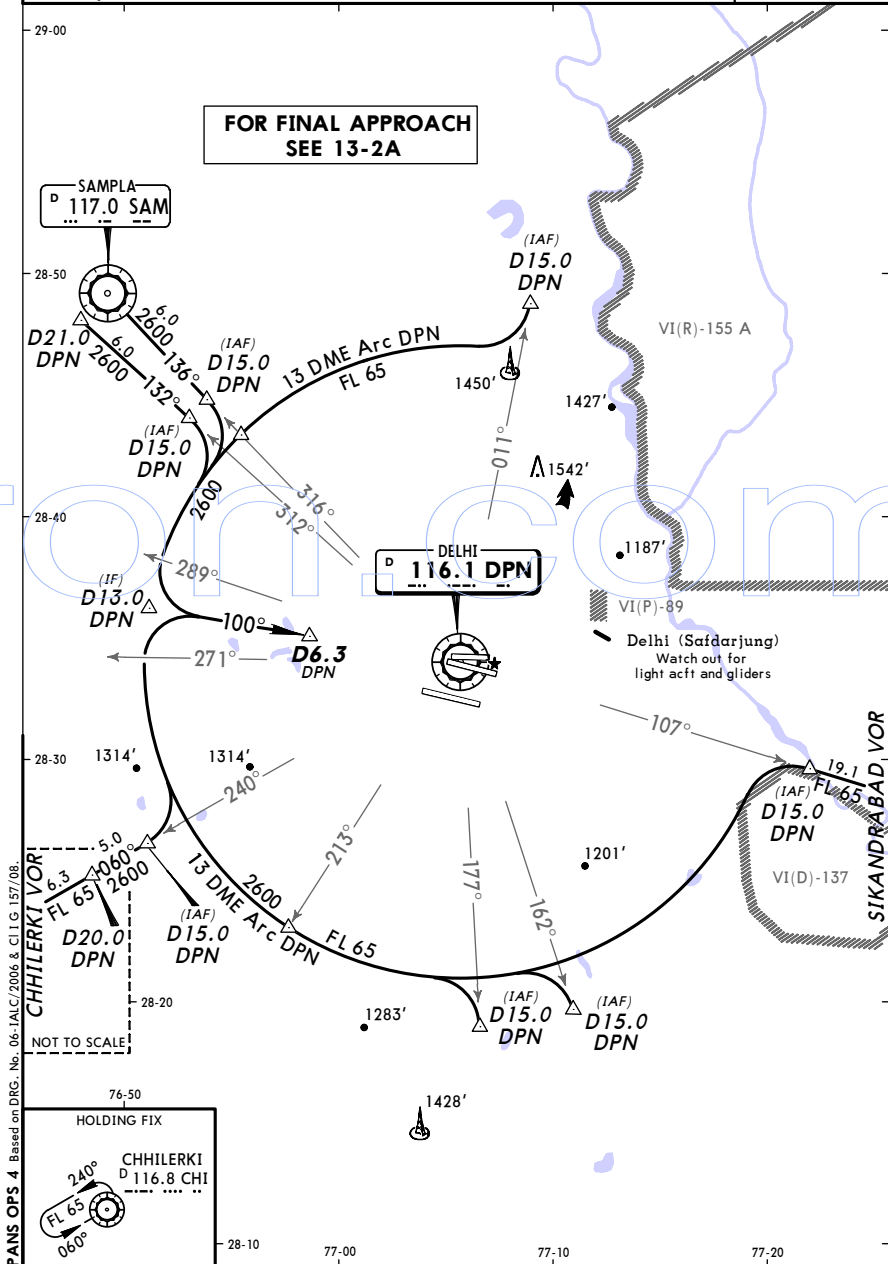 29-00
FOR FINAL APPROACH
SEE 13-2A
SAMPLA
D 117.0 SAM
28-50
(IAF)
D15.0
DPN
VI(R)-155 A
6.0
2600
136°
D21.0
DPN
6.0
2600
132°
(IAF)
D15.0
DPN
13 DME Arc DPN
FL 65
1450'
1427'
(IAF)
D15.0
DPN
011°
1542'
316°
312°
2600
28-40
ron.com
1187'
DELHI
D 116.1 DPN
289°
(IF)
D13.0
DPN
VI(P)-89
100°
D6.3
DPN
Delhi (Safdarjung)
Watch out for
light acft and gliders
271°
107°
SIKANDRABAD VOR
19.1
FL 65
28-30
1314'
1314'
240°
(IAF)
D15.0
DPN
213°
177°
162°
1201'
VI(D)-137
CHHILERKI VOR
5.0
6.3
060°
FL 65
2600
D20.0
DPN
(IAF)
D15.0
DPN
2600
13 DME Arc DPN
FL 65
28-20
NOT TO SCALE
1283'
(IAF)
D15.0
DPN
(IAF)
D15.0
DPN
1428'
76-50
HOLDING FIX
CHHILERKI
D 116.8 CHI
240°
FL 65
060°
28-10
77-00
77-10
77-20
PANS OPS 4 Based on DRG. No. 06-IALC/2006 & CI 1 G 157/08.